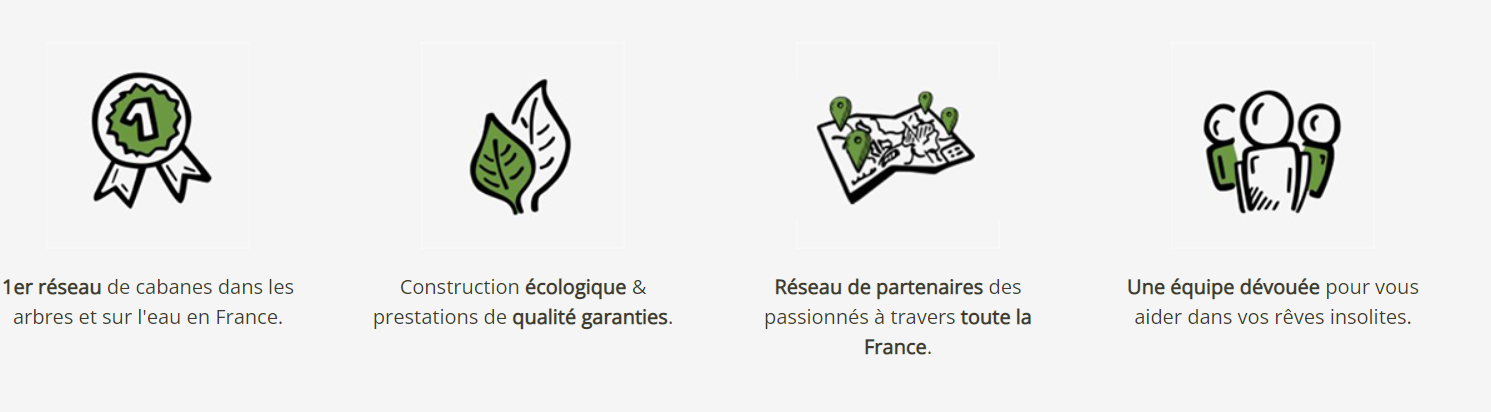 1
1er réseau de cabanes dans les
arbres et sur l'eau en France.
Construction écologique &
prestations de qualité garanties.
Réseau de partenaires des
passionnés à travers toute la
France.
Une équipe dévouée pour vous
aider dans vos rêves insolites.